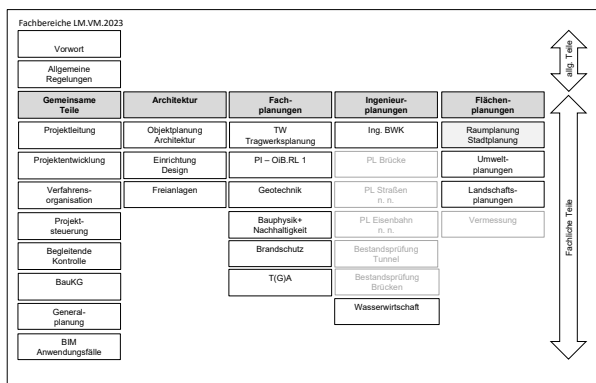 Fachbereiche LM.VM.2023
Vorwort
Allgemeine
Regelungen
allg. Teile
Gemeinsame
Teile
Projektleitung
Projektentwicklung
Verfahrens-
organisation
Projekt-
steuerung
Begleitende
Kontrolle
BauKG
General-
planung
BIM
Anwendungsfälle
Architektur
Objektplanung
Architektur
Einrichtung
Design
Freianlagen
Fach-
planungen
TW
Tragwerksplanung
PI – OiB.RL 1
Geotechnik
Bauphysik+
Nachhaltigkeit
Brandschutz
T(G)A
Ingenieur-
planungen
Ing. BWK
PL Brücke
PL Straßen
n. n.
PL Eisenbahn
n. n.
Bestandsprüfung
Tunnel
Bestandsprüfung
Brücken
Wasserwirtschaft
Flächen-
planungen
Raumplanung
Stadtplanung
Umwelt-
planungen
Landschafts-
planungen
Vermessung
Fachliche Teile